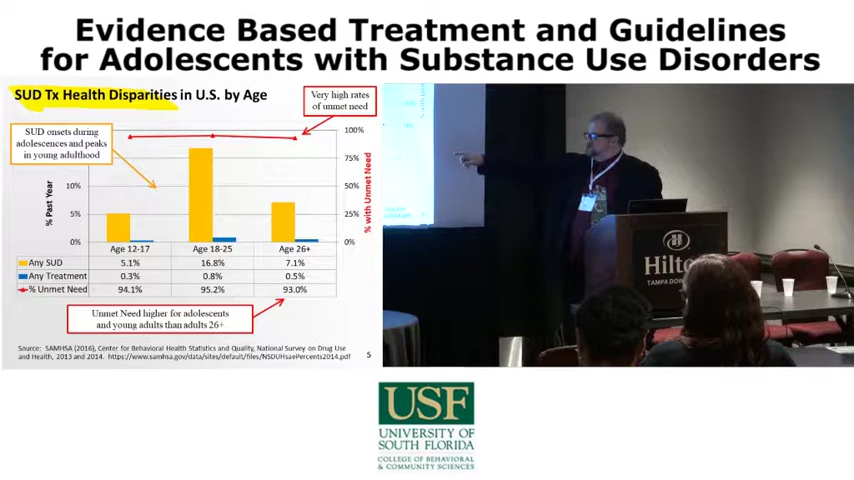 Evidence Based Treatment and Guidelines
for Adolescents with Substance Use Disorders
SUD Tx Health Disparities in U.S. by Age
Very high rates
of unmet need
SUD onsets during
adolescences and peaks
in young adulthood
% Past Year
10%
5%
0%
100%
75%
50%
25%
0%
% with Unmet Need
Age 12-17 Age 18-25 Age 26+
Any SUD 5.1% 16.8% 7.1%
Any Treatment 0.3% 0.8% 0.5%
% Unmet Need 94.1% 95.2% 93.0%
Unmet Need higher for adolescents
and young adults than adults 26+
Source: SAMHSA (2016), Center for Behavioral Health Statistics and Quality, National Survey on Drug Use
and Health, 2013 and 2014. https://www.samhsa.gov/data/sites/default/files/NSDUHsaePercents2014.pdf
5
Hilton
TAMPA DOW
USF
UNIVERSITY OF
SOUTH FLORIDA
COLLEGE OF BEHAVIORAL
& COMMUNITY SCIENCES